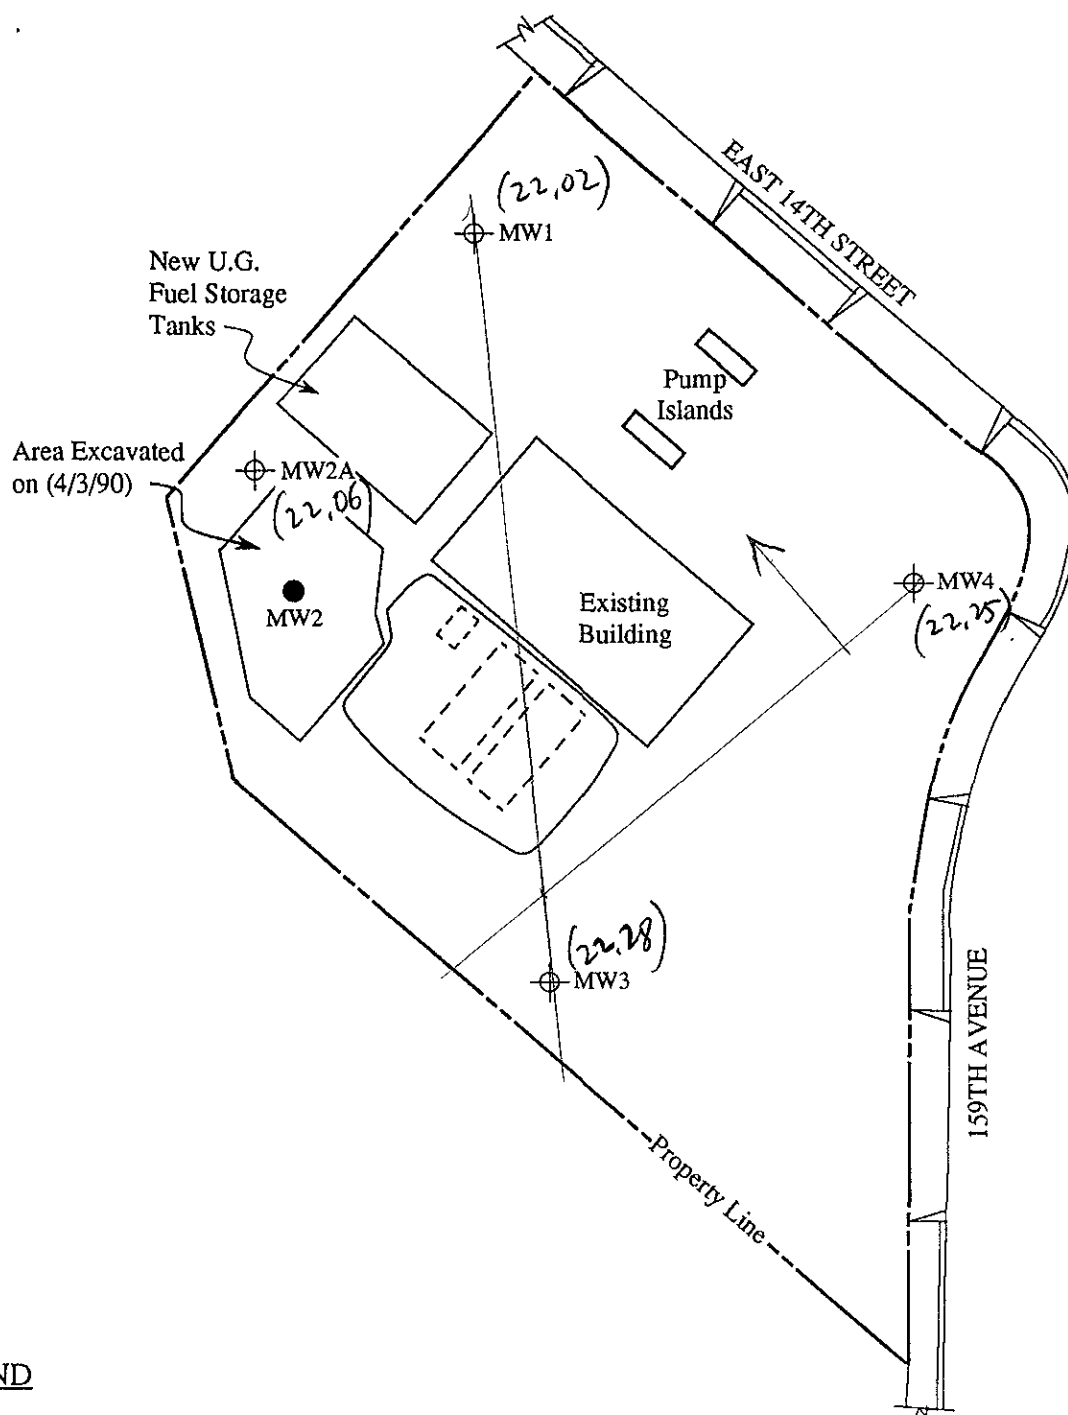 EAST 14TH STREET
(22,02)
MW1
New U.G.
Fuel Storage
Tanks
Pump
Islands
Area Excavated
on (4/3/90)
MW2A
(22,06)
MW2
Existing
Building
MW4
(22,25)
(22,28)
MW3
159TH AVENUE
Property Line
ND